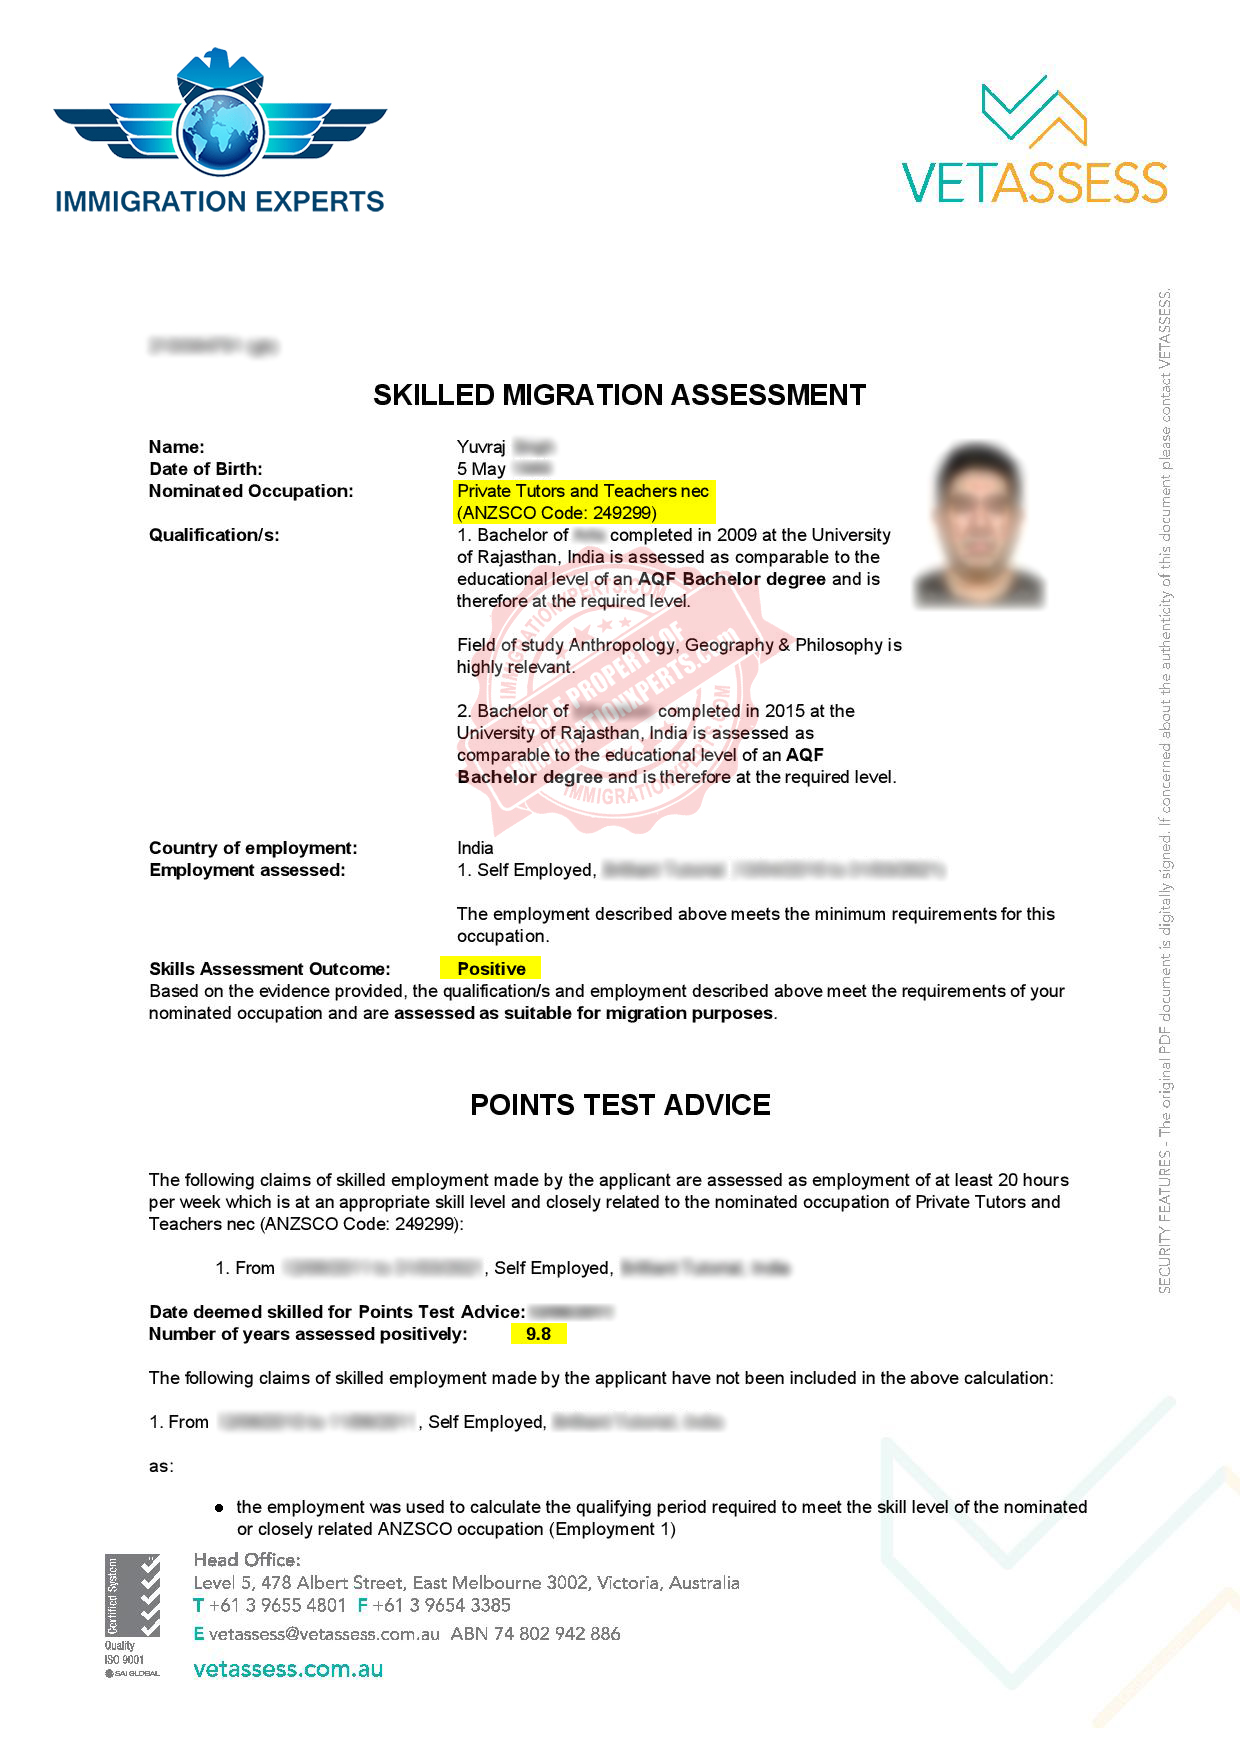 IMMIGRATION EXPERTS
VETASSESS
SKILLED MIGRATION ASSESSMENT
Name: Yuvraj
Date of Birth: 5 May
Nominated Occupation: Private Tutors and Teachers nec
(ANZSCO Code: 249299)
Qualification/s: 1. Bachelor of completed in 2009 at the University
of Rajasthan, India is assessed as comparable to the
educational level of an AQF Bachelor degree and is
therefore at the required level.
Field of study Anthropology, Geography & Philosophy is
highly relevant.
2. Bachelor of completed in 2015 at the
University of Rajasthan, India is assessed as
comparable to the educational level of an AQF
Bachelor degree and is therefore at the required level.
IMMIGRATIONXPERTS.COM
SOLE PROPERTY OF
IMMIGRATIONXPERTS.com
IMMIGRATIONXPERTS.COM
Country of employment: India
Employment assessed: 1. Self Employed,
The employment described above meets the minimum requirements for this
occupation.
Skills Assessment Outcome: Positive
Based on the evidence provided, the qualification/s and employment described above meet the requirements of your
nominated occupation and are assessed as suitable for migration purposes.
POINTS TEST ADVICE
The following claims of skilled employment made by the applicant are assessed as employment of at least 20 hours
per week which is at an appropriate skill level and closely related to the nominated occupation of Private Tutors and
Teachers nec (ANZSCO Code: 249299):
1. From , Self Employed,
Date deemed skilled for Points Test Advice:
Number of years assessed positively: 9.8
The following claims of skilled employment made by the applicant have not been included in the above calculation:
1. From , Self Employed,
as:
● the employment was used to calculate the qualifying period required to meet the skill level of the nominated
or closely related ANZSCO occupation (Employment 1)
SECURITY FEATURES - The original PDF document is digitally signed. If concerned about the authenticity of this document please contact VETASSESS.
Certified System
Quality
ISO 9001
SAI GLOBAL
Head Office:
Level 5, 478 Albert Street, East Melbourne 3002, Victoria, Australia
T +61 3 9655 4801 F +61 3 9654 3385
E vetassess@vetassess.com.au ABN 74 802 942 886
vetassess.com.au